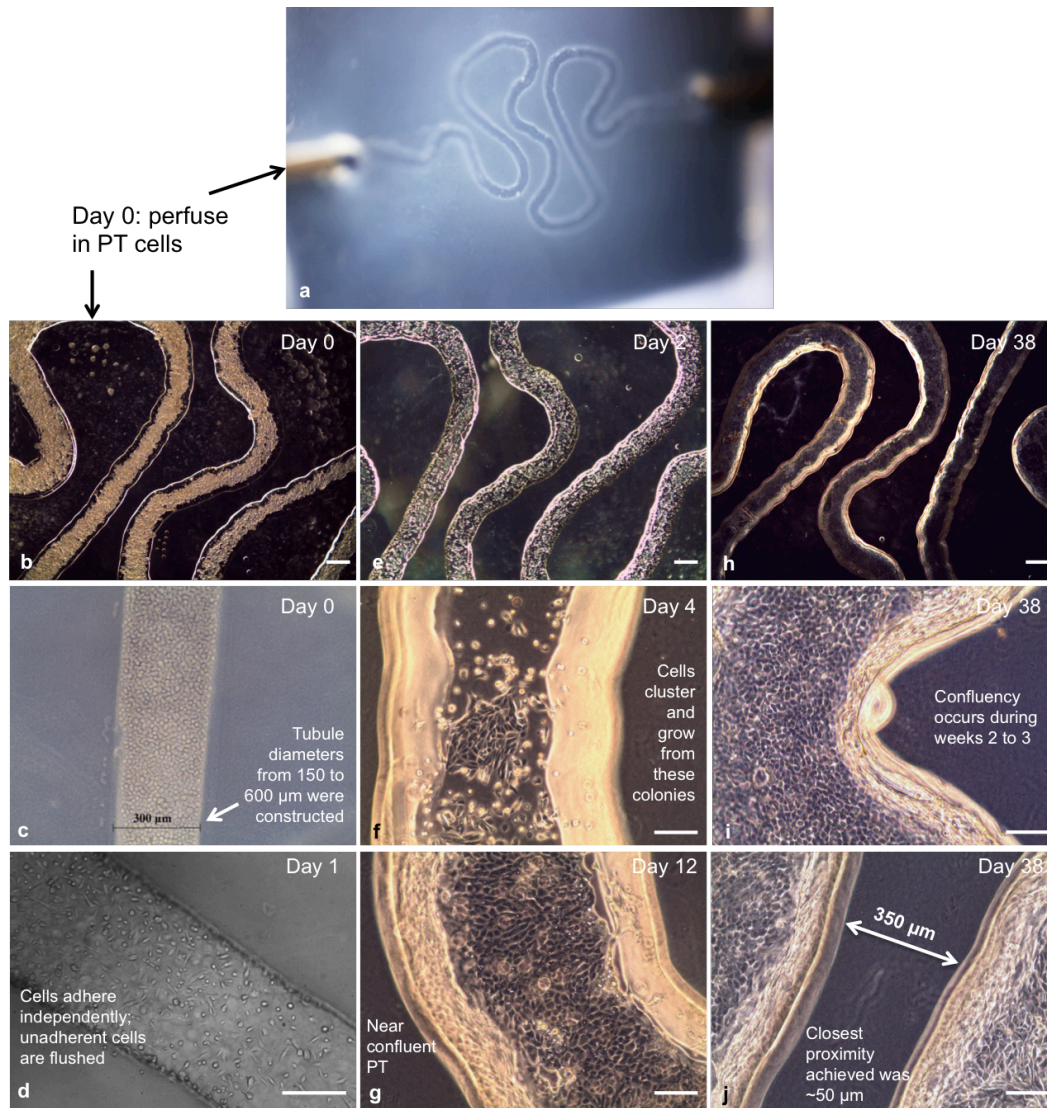 Day 0: perfuse
in PT cells
a
Day 0
b
Day 2
e
Day 38
h
Day 0
Tubule
diameters
from 150 to
600 µm were
constructed
300 µm
c
Day 4
Cells
cluster
and
grow
from
these
colonies
f
Day 38
Confluency
occurs during
weeks 2 to 3
i
Day 1
Cells adhere
independently;
unadherent cells
are flushed
d
Day 12
Near
confluent
PT
g
Day 38
350 µm
Closest
proximity
achieved was
~50 µm
j